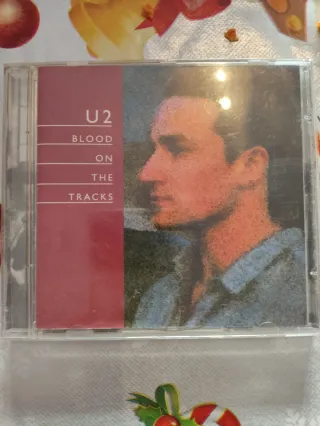 U2
BLOOD
ON
THE
TRACKS